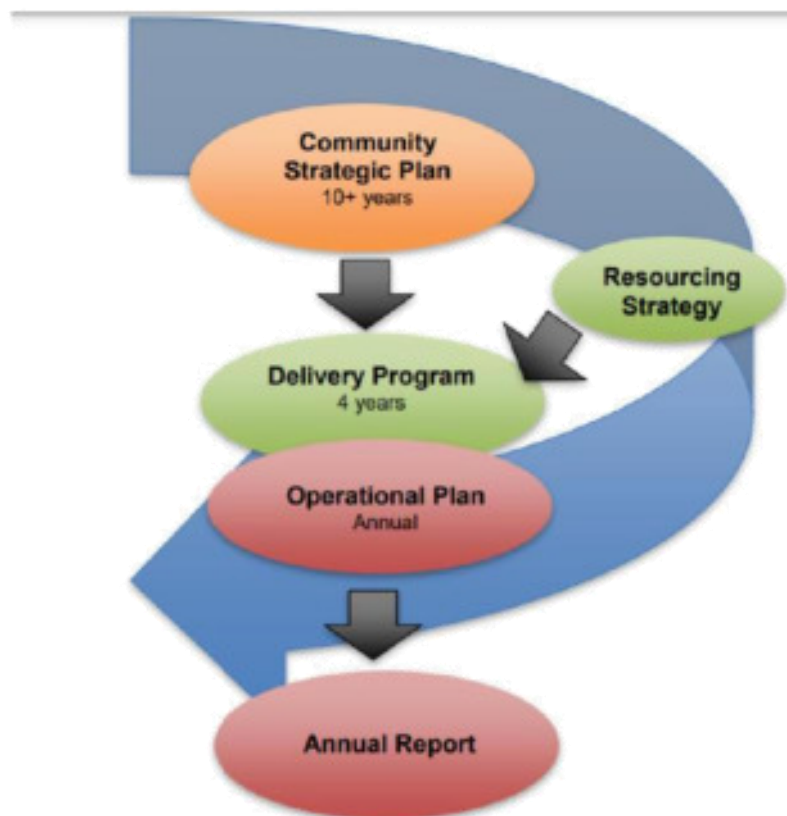 Community
Strategic Plan
10+ years
Resourcing
Strategy
Delivery Program
4 years
Operational Plan
Annual
Annual Report